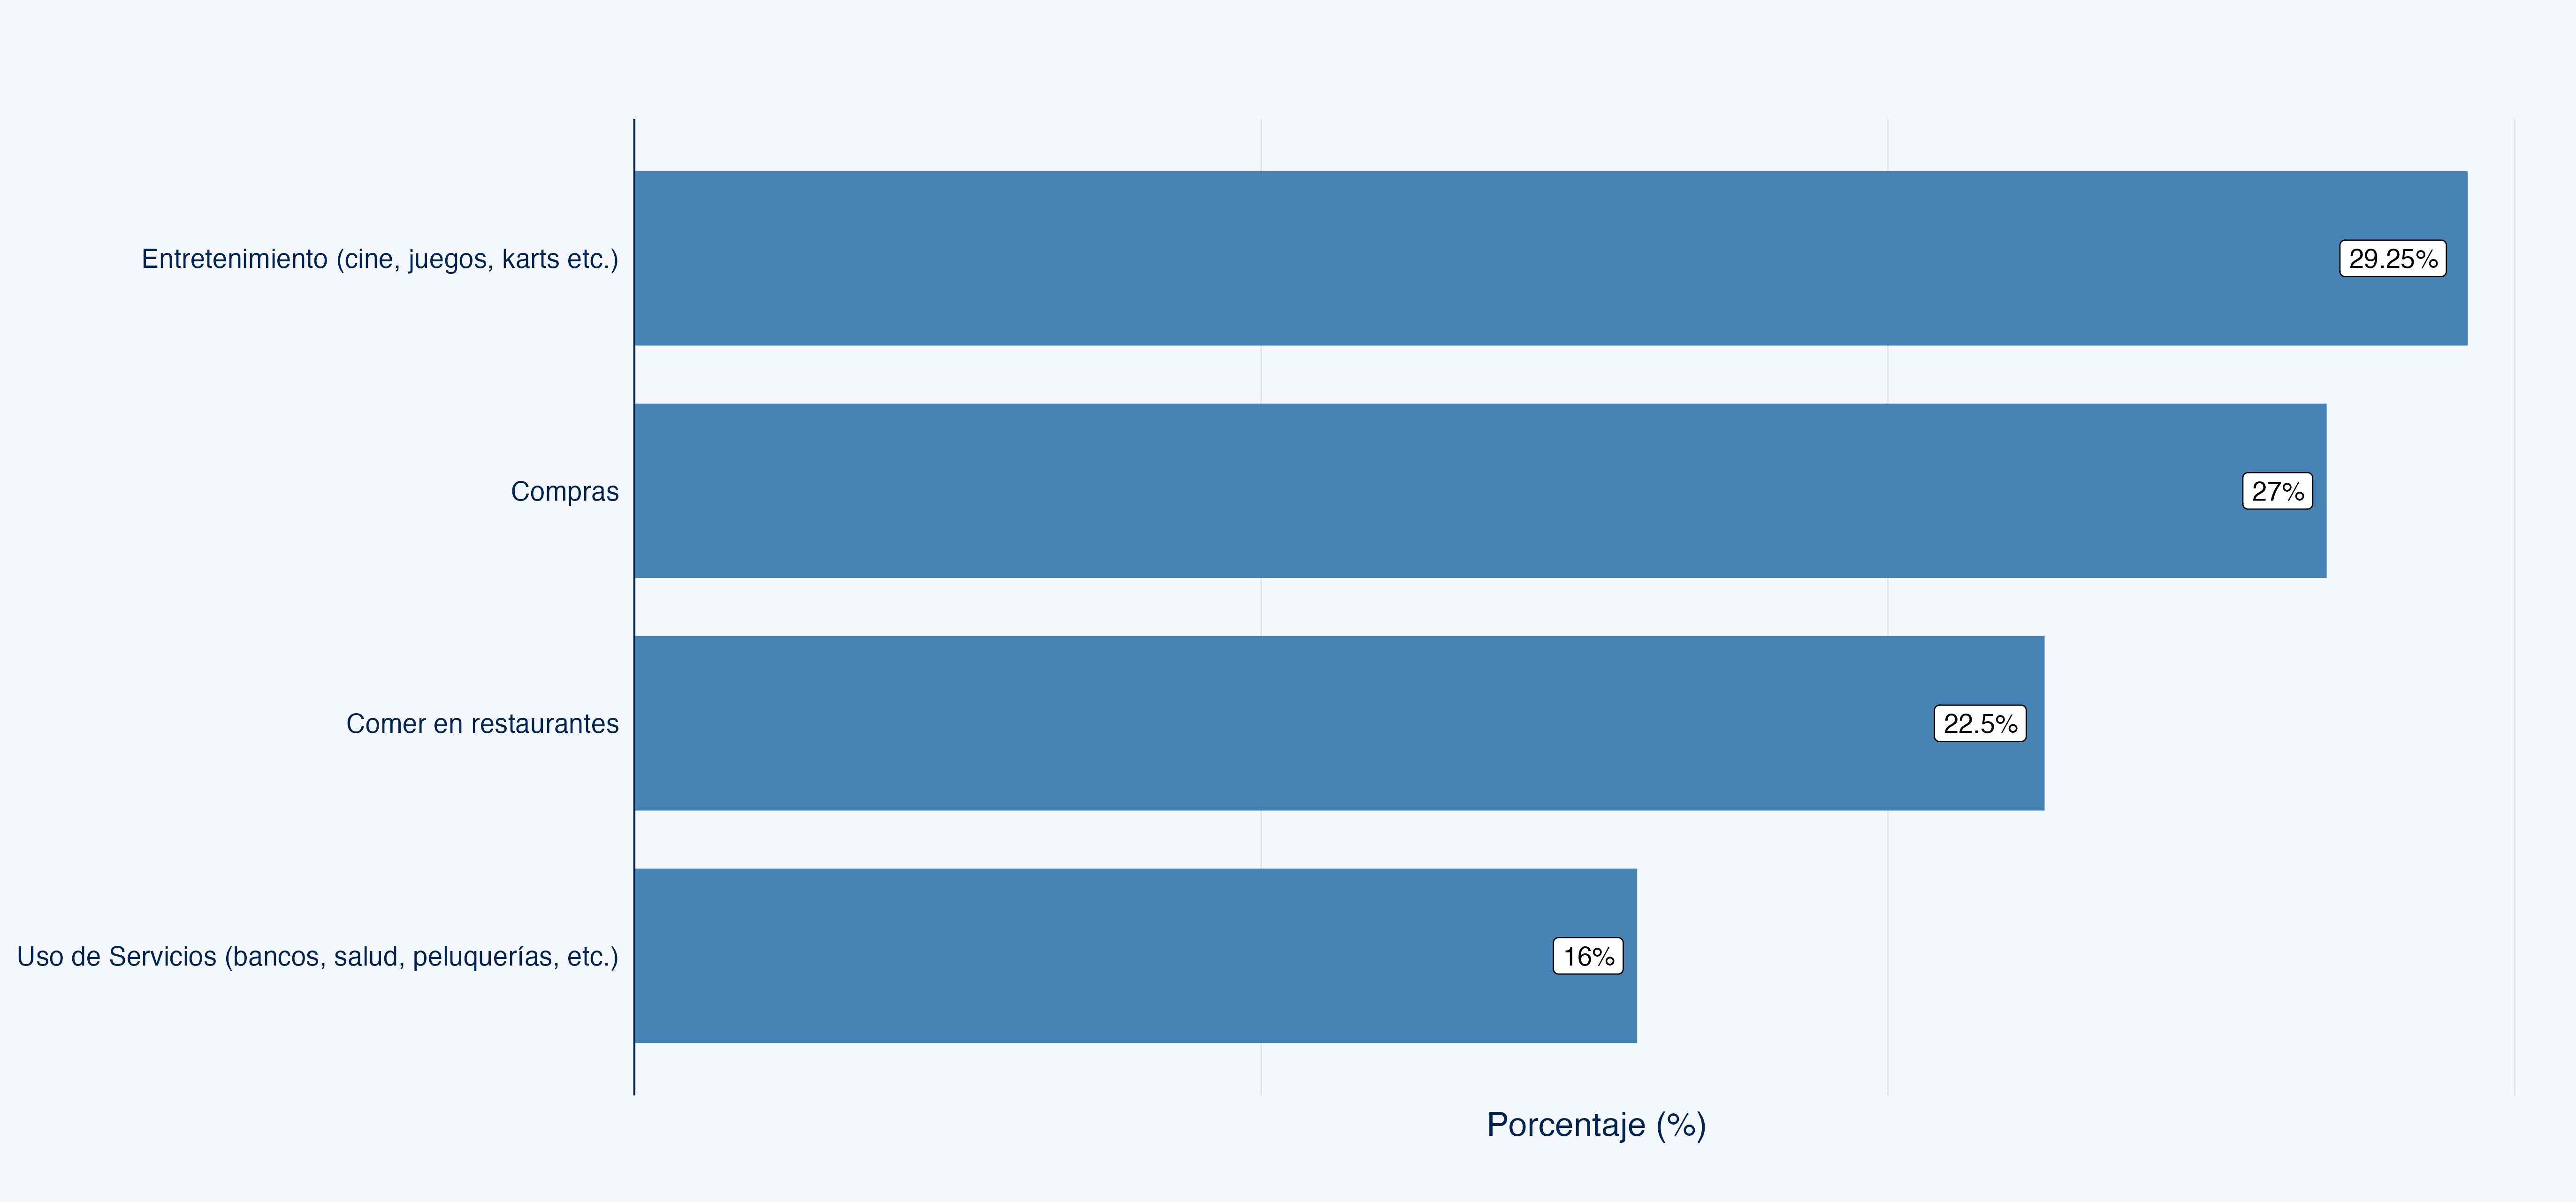 Entretenimiento (cine, juegos, karts etc.)
29.25%
Compras
27%
Comer en restaurantes
22.5%
Uso de Servicios (bancos, salud, peluquerías, etc.)
16%
Porcentaje (%)